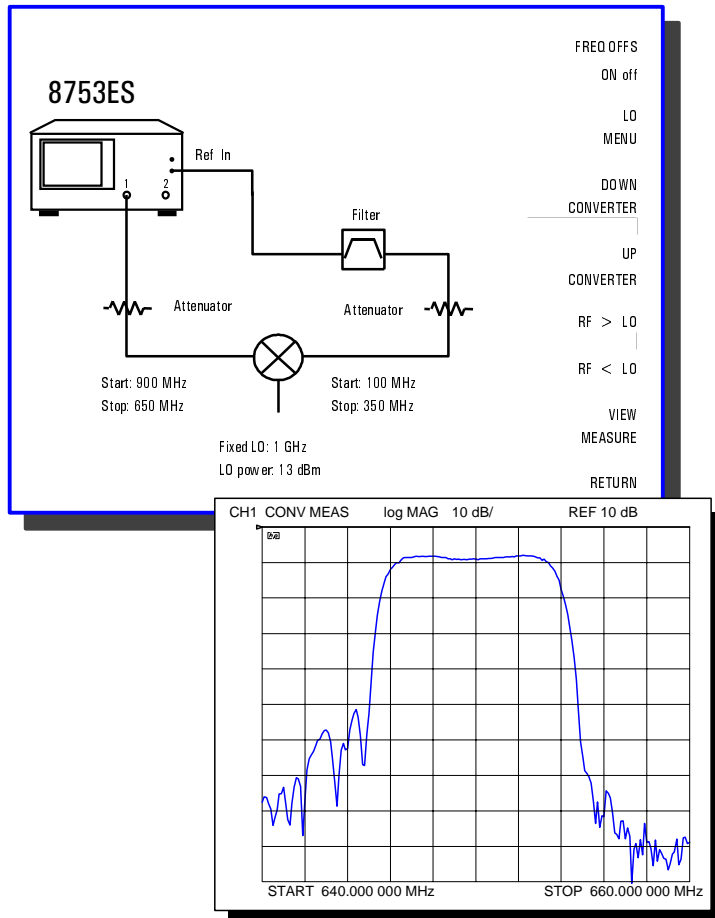 FREQ OFFS
ON off
LO
MENU
DOWN
CONVERTER
UP
CONVERTER
RF > LO
RF < LO
VIEW
MEASURE
RETURN
8753ES
1 2
Ref In
Filter
Attenuator
Attenuator
Start: 900 MHz
Stop: 650 MHz
Start: 100 MHz
Stop: 350 MHz
Fixed LO: 1 GHz
LO power: 13 dBm
CH1 CONV MEAS log MAG 10 dB/ REF 10 dB
START 640.000 000 MHz STOP 660.000 000 MHz